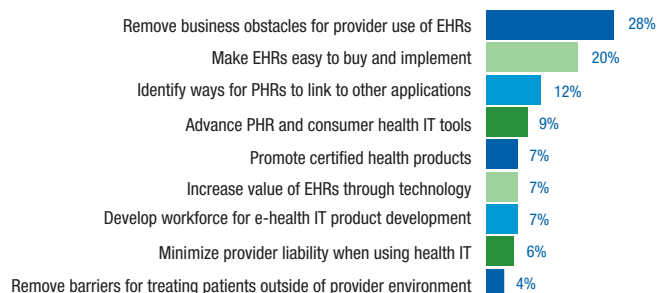 Remove business obstacles for provider use of EHRs 28%
Make EHRs easy to buy and implement 20%
Identify ways for PHRs to link to other applications 12%
Advance PHR and consumer health IT tools 9%
Promote certified health products 7%
Increase value of EHRs through technology 7%
Develop workforce for e-health IT product development 7%
Minimize provider liability when using health IT 6%
Remove barriers for treating patients outside of provider environment 4%